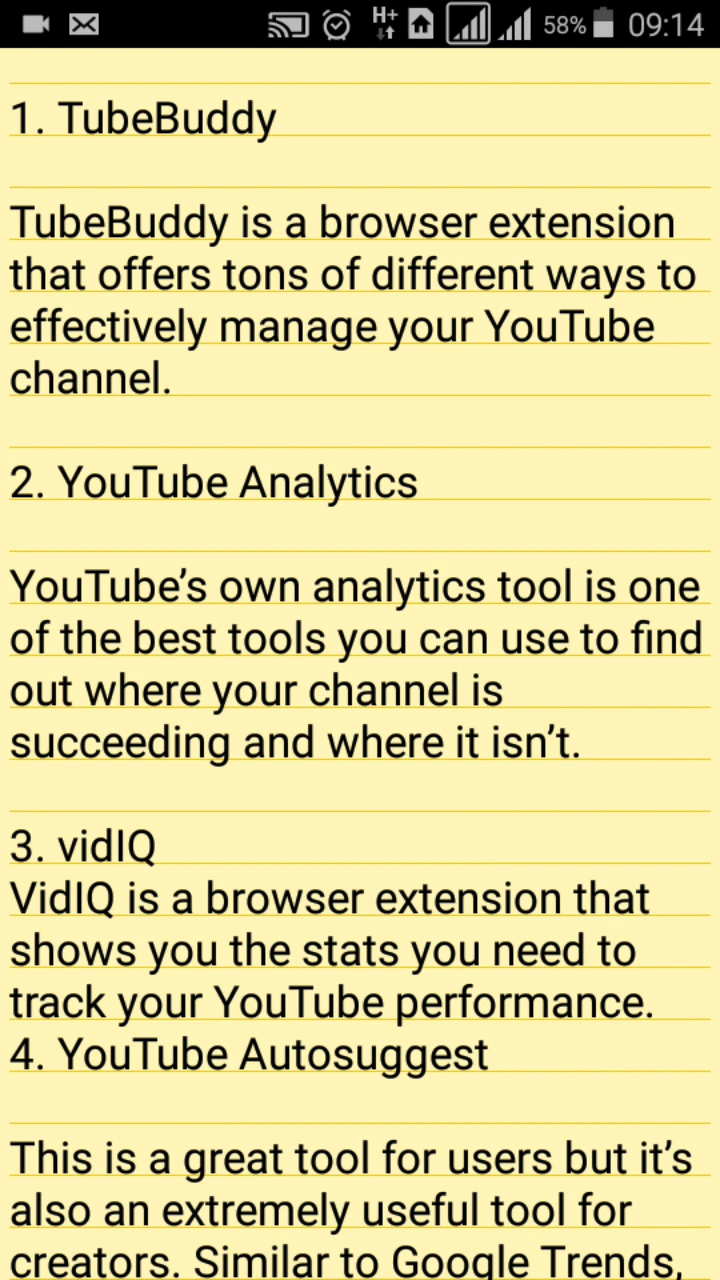 H+ 58% 09:14
1. TubeBuddy
TubeBuddy is a browser extension
that offers tons of different ways to
effectively manage your YouTube
channel.
2. YouTube Analytics
YouTube’s own analytics tool is one
of the best tools you can use to find
out where your channel is
succeeding and where it isn’t.
3. vidIQ
VidIQ is a browser extension that
shows you the stats you need to
track your YouTube performance.
4. YouTube Autosuggest
This is a great tool for users but it’s
also an extremely useful tool for
creators. Similar to Google Trends,